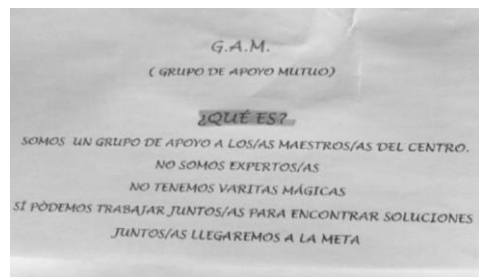 G.A.M.
( GRUPO DE APOYO MUTUO)
¿QUÉ ES?
SOMOS UN GRUPO DE APOYO A LOS/AS MAESTROS/AS DEL CENTRO.
NO SOMOS EXPERTOS/AS
NO TENEMOS VARITAS MÁGICAS
SÍ PODEMOS TRABAJAR JUNTOS/AS PARA ENCONTRAR SOLUCIONES
JUNTOS/AS LLEGAREMOS A LA META